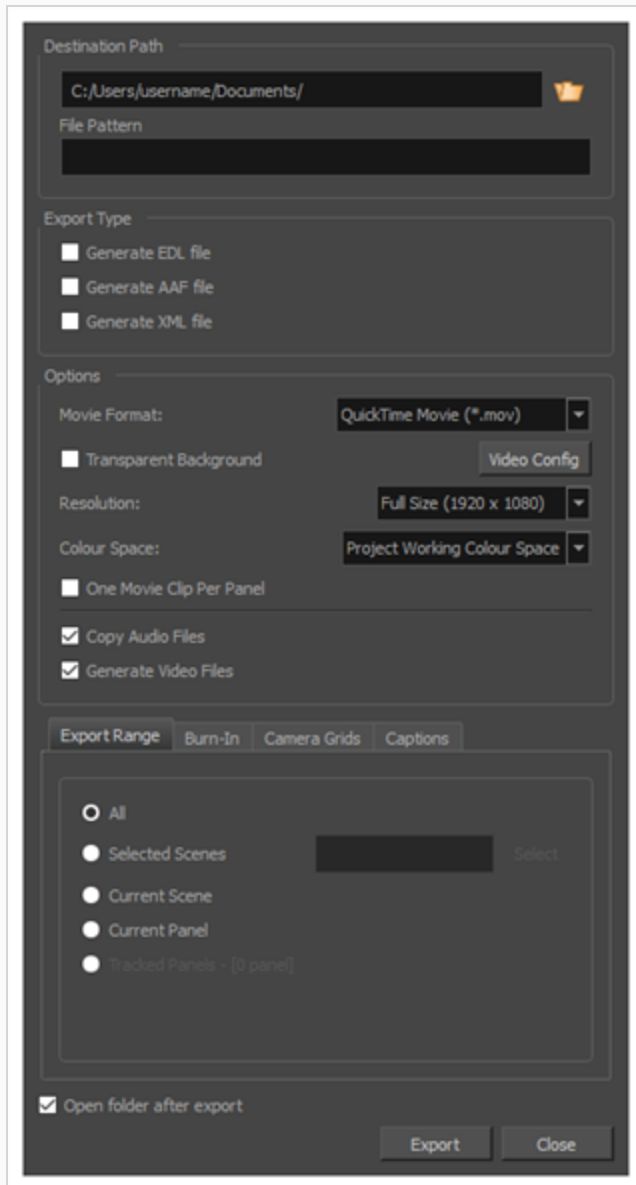 Destination Path
C:/Users/username/Documents/
File Pattern
Export Type
Generate EDL file
Generate AAF file
Generate XML file
Options
Movie Format: QuickTime Movie (*.mov)
Transparent Background Video Config
Resolution: Full Size (1920 x 1080)
Colour Space: Project Working Colour Space
One Movie Clip Per Panel
Copy Audio Files
Generate Video Files
Export Range Burn-In Camera Grids Captions
All
Selected Scenes Select
Current Scene
Current Panel
Tracked Panels - [0 panel]
Open folder after export
Export Close